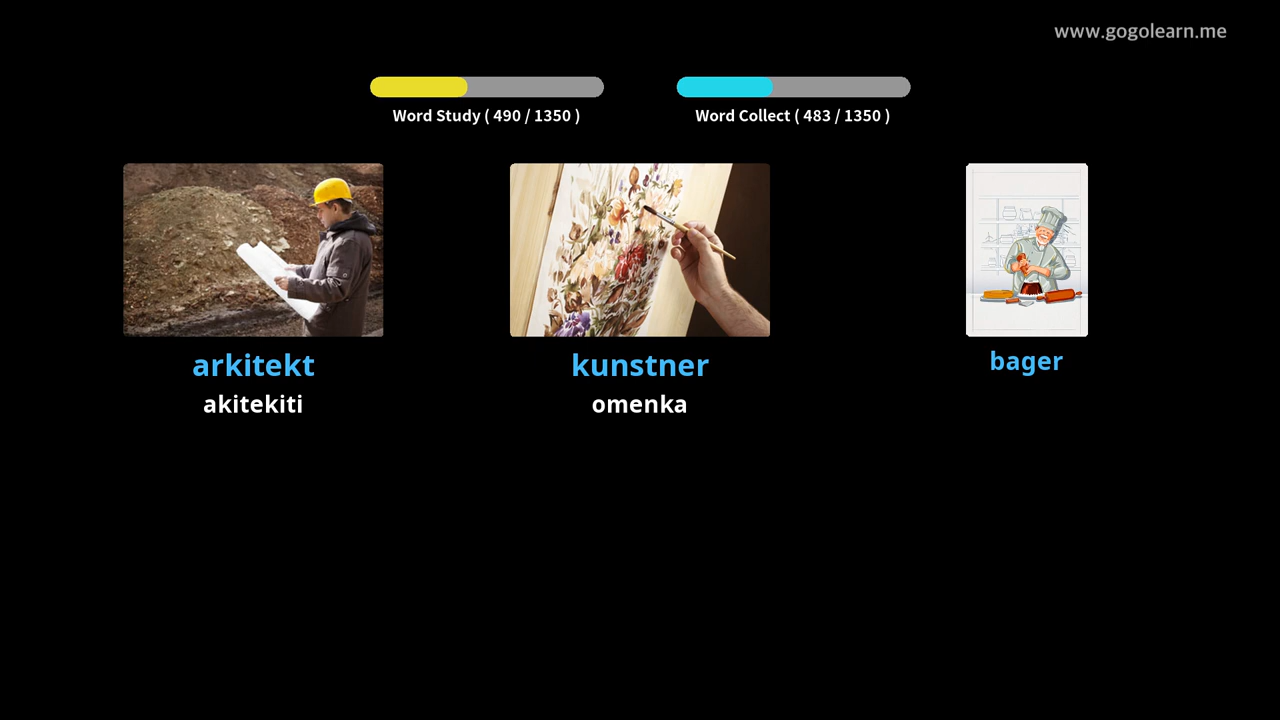 www.gogolearn.me
Word Study ( 490 / 1350 )
Word Collect ( 483 / 1350 )
arkitekt
kunstner
bager
akitekiti
omenka